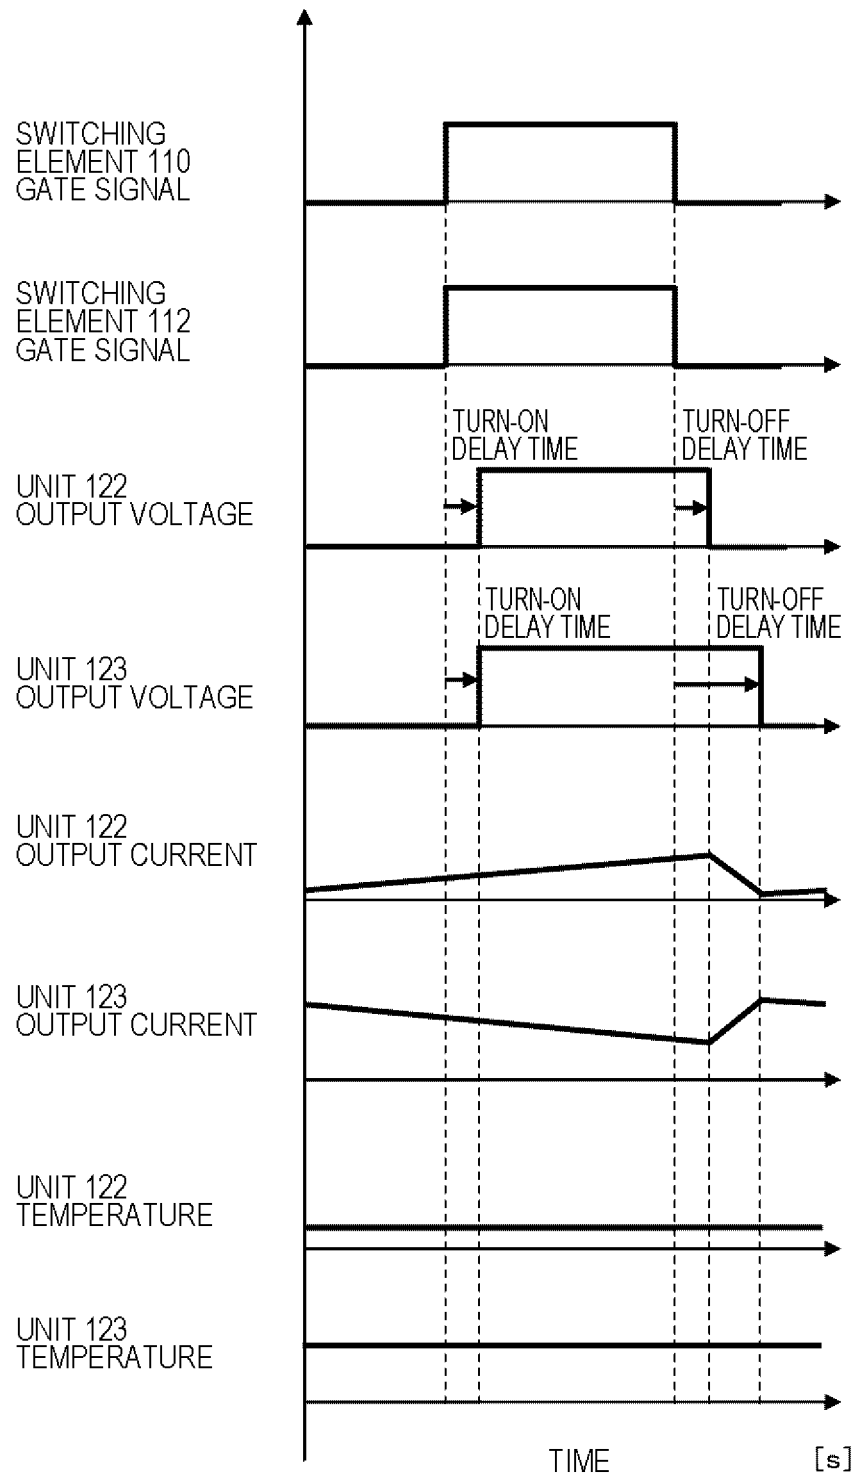 SWITCHING
ELEMENT 110
GATE SIGNAL
SWITCHING
ELEMENT 112
GATE SIGNAL
TURN-ON
DELAY TIME
TURN-OFF
DELAY TIME
UNIT 122
OUTPUT VOLTAGE
TURN-ON
DELAY TIME
TURN-OFF
DELAY TIME
UNIT 123
OUTPUT VOLTAGE
UNIT 122
OUTPUT CURRENT
UNIT 123
OUTPUT CURRENT
UNIT 122
TEMPERATURE
UNIT 123
TEMPERATURE
TIME
[s]